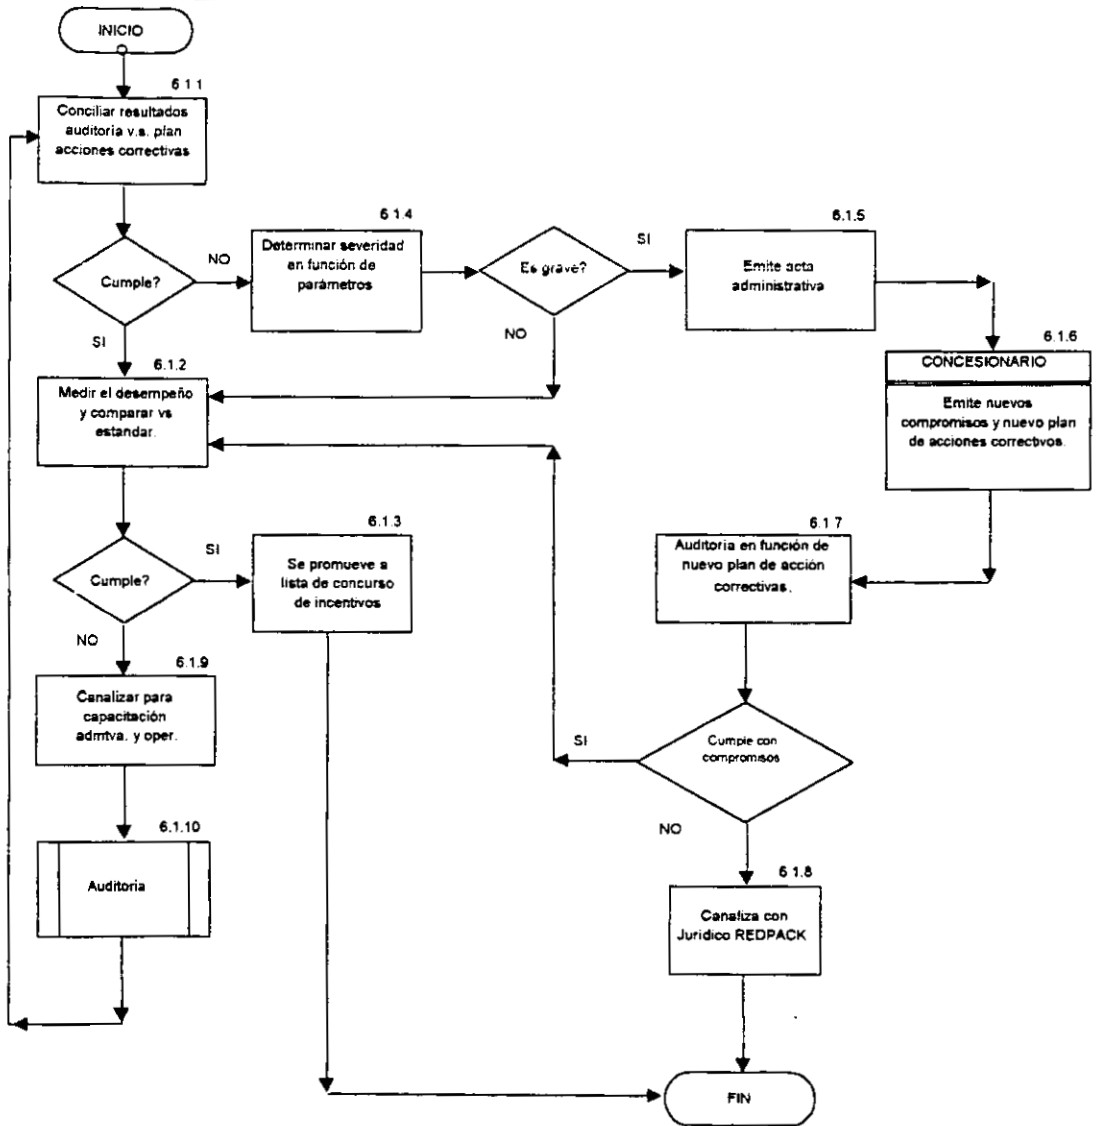 INICIO
6 1 1
Conciliar resultados
auditoria v.s. plan
acciones correctivas
Cumple?
NO
SI
6 1.4
Determinar severidad
en función de
parámetros
Es grave?
SI
NO
6.1.5
Emite acta
administrativa
6.1.6
CONCESIONARIO
Emite nuevos
compromisos y nuevo plan
de acciones correctivos.
6.1.2
Medir el desempeño
y comparar vs
estandar.
Cumple?
SI
NO
6.1.3
Se promueve a
lista de concurso
de incentivos
6.1 7
Auditoria en función de
nuevo plan de acción
correctivas.
Cumple con
compromisos
SI
NO
6.1.9
Canalizar para
capacitación
admtva. y oper.
6.1.10
Auditoria
6 1.8
Canaliza con
Jurídico REDPACK
FIN